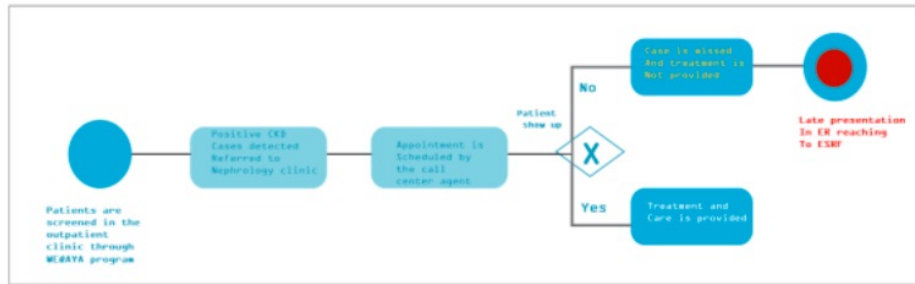 Patients are
screened in the
outpatient
clinic through
WEQAYA program
Positive CKD
Cases detected
Referred to
Nephrology clinic
Appointment is
Scheduled by
the call
center agent
Patient
show up
X
No
Case is missed
And treatment is
Not provided
Late presentation
In ER reaching
To ESRF
Yes
Treatment and
Care is provided